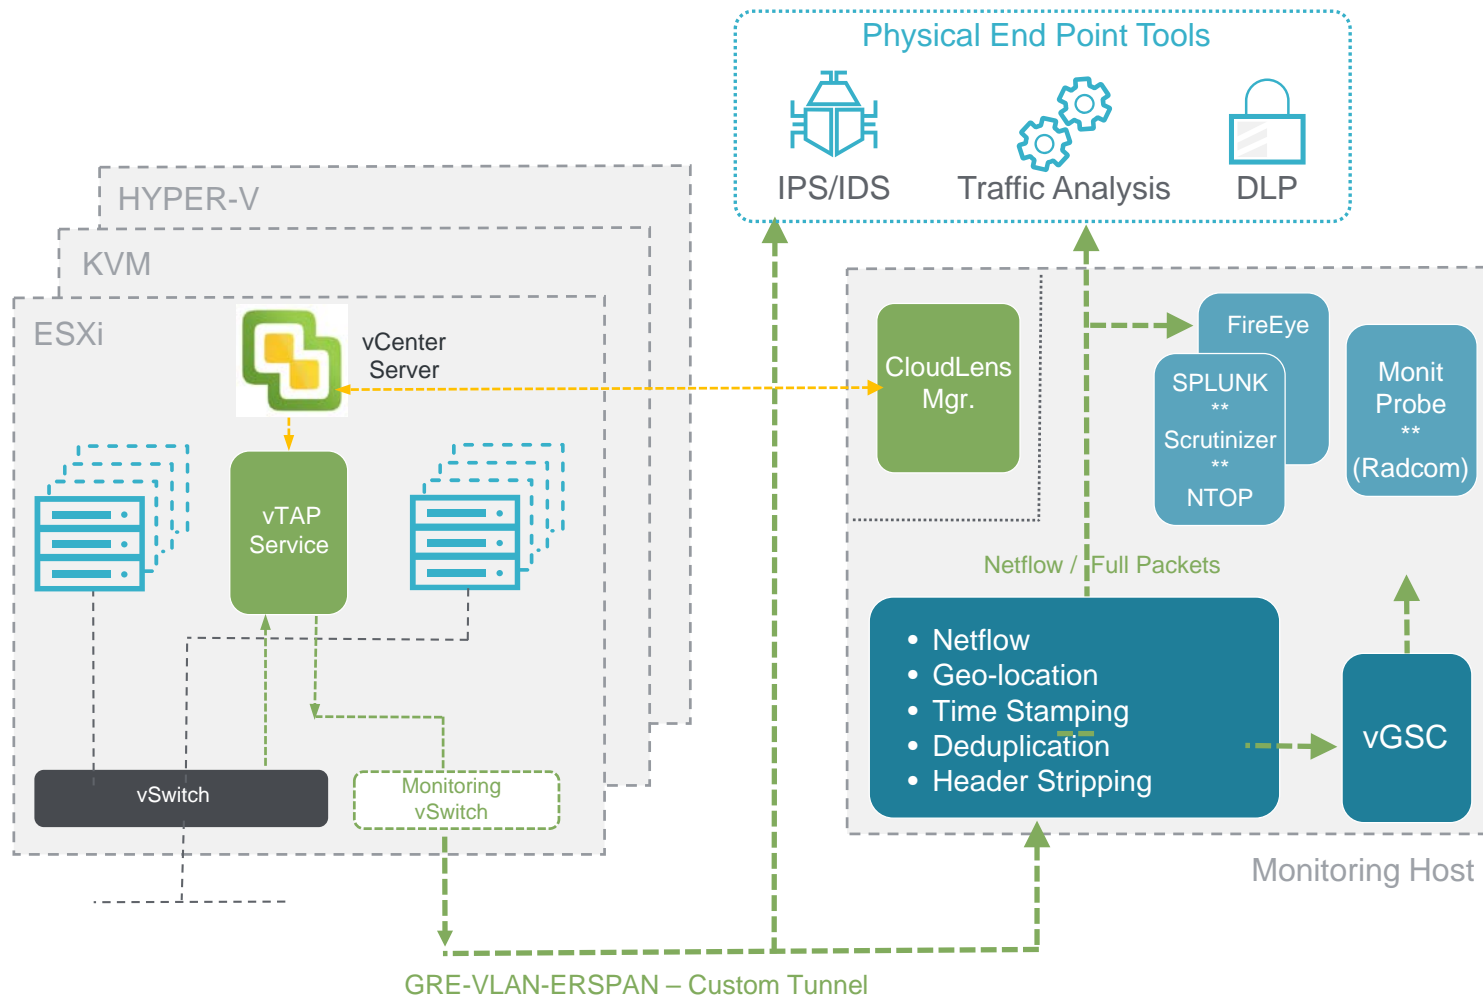 Physical End Point Tools
IPS/IDS
Traffic Analysis
DLP
HYPER-V
KVM
ESXi
vCenter
Server
vTAP
Service
vSwitch
Monitoring
vSwitch
CloudLens
Mgr.
FireEye
SPLUNK
**
Scrutinizer
**
NTOP
Monit
Probe
**
(Radcom)
Netflow / Full Packets
• Netflow
• Geo-location
• Time Stamping
• Deduplication
• Header Stripping
vGSC
Monitoring Host
GRE-VLAN-ERSPAN – Custom Tunnel